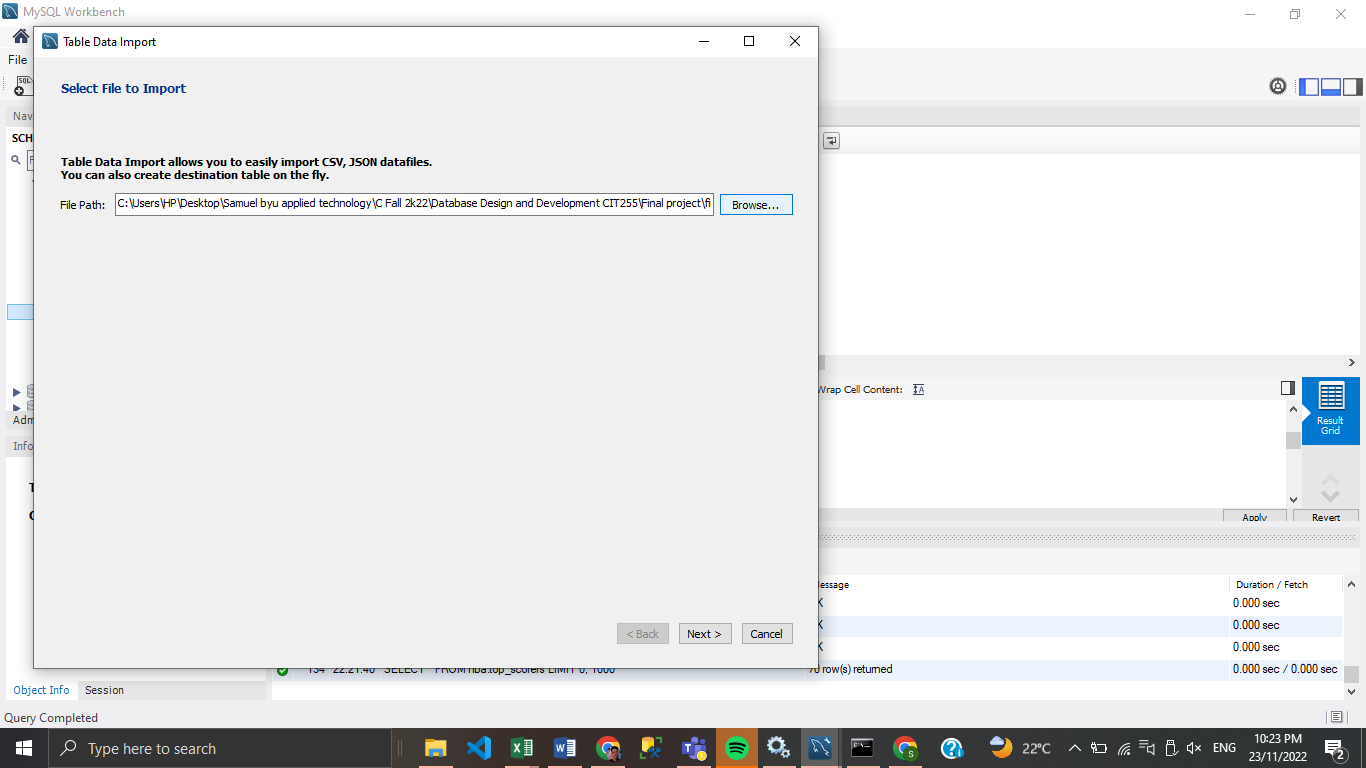 MySQL Workbench
Table Data Import
File
Select File to Import
SQL
Nav
SCH
Table Data Import allows you to easily import CSV, JSON datafiles.
You can also create destination table on the fly.
File Path: C:\Users\HP\Desktop\Samuel byu applied technology\C Fall 2k22\Database Design and Development CIT255\Final project\fi
Browse...
Wrap Cell Content:
Result
Grid
Adm
Info
Apply Revert
Duration / Fetch
0.000 sec
0.000 sec
< Back Next > Cancel
0.000 sec
134 22:21:40 SELECT * FROM nba.top_scorers LIMIT 0, 1000 70 row(s) returned 0.000 sec / 0.000 sec
Object Info Session
Query Completed
Type here to search
22°C ENG 10:23 PM
23/11/2022
2